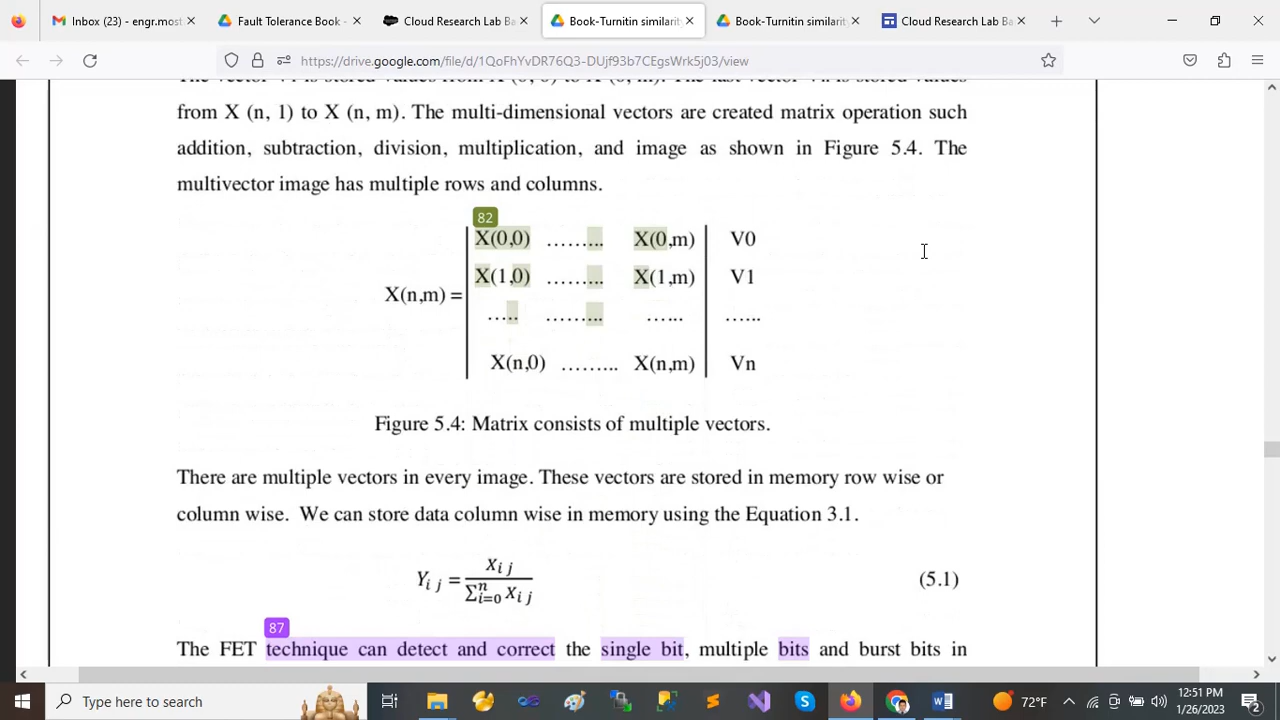 Inbox (23) - engr.most
Fault Tolerance Book -
Cloud Research Lab Ba
Book-Turnitin similarit
Book-Turnitin similarit
Cloud Research Lab Ba
https://drive.google.com/file/d/1QoFhYvDR76Q3-DUjf93b7CEgsWrk5j03/view
from X (n, 1) to X (n, m). The multi-dimensional vectors are created matrix operation such
addition, subtraction, division, multiplication, and image as shown in Figure 5.4. The
multivector image has multiple rows and columns.
82
X(0,0) ......... X(0,m) V0
X(1,0) ......... X(1,m) V1
X(n,m) =
..... ......... ...... ......
X(n,0) ......... X(n,m) Vn
Figure 5.4: Matrix consists of multiple vectors.
There are multiple vectors in every image. These vectors are stored in memory row wise or
column wise. We can store data column wise in memory using the Equation 3.1.
Y_{i j} = X_{i j} / ∑_{i=0}^{n} X_{i j} (5.1)
87
The FET technique can detect and correct the single bit, multiple bits and burst bits in
Type here to search
72°F
12:51 PM
1/26/2023
2